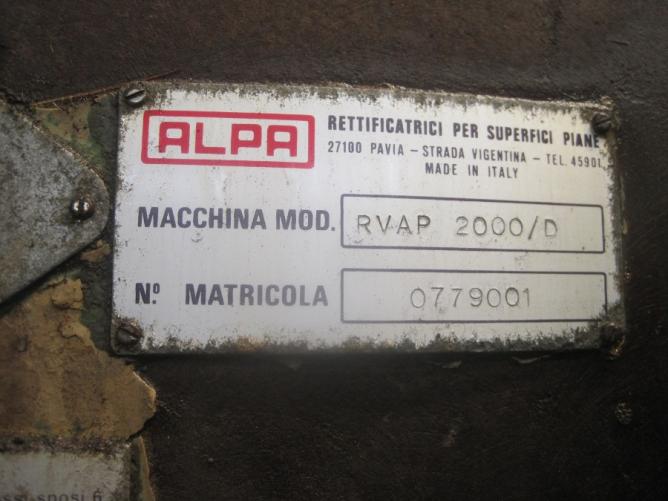 ALPA
RETTIFICATRICI PER SUPERFICI PIANE
27100 PAVIA – STRADA VIGENTINA – TEL. 45901
MADE IN ITALY
MACCHINA MOD. RVAP 2000/D
Nº MATRICOLA 0779001